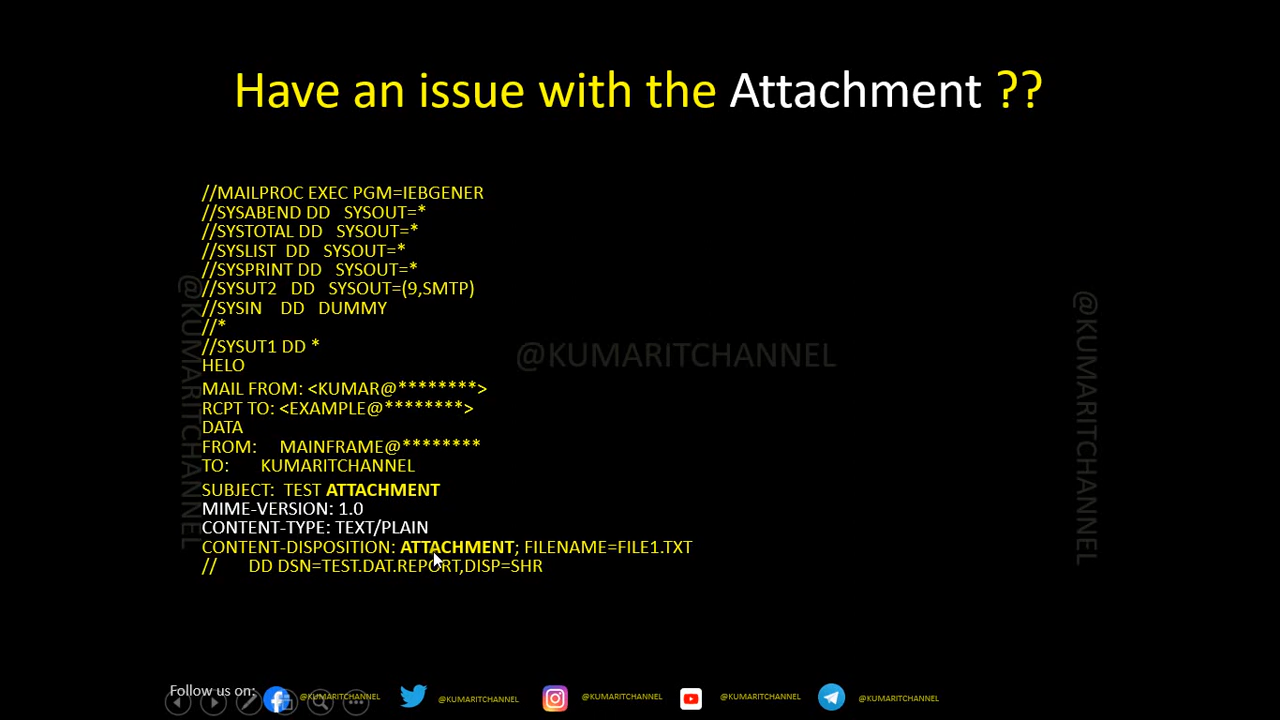 Have an issue with the Attachment ??
//MAILPROC EXEC PGM=IEBGENER
//SYSABEND DD SYSOUT=*
//SYSTOTAL DD SYSOUT=*
//SYSLIST DD SYSOUT=*
//SYSPRINT DD SYSOUT=*
//SYSUT2 DD SYSOUT=(9,SMTP)
//SYSIN DD DUMMY
//*
//SYSUT1 DD *
HELO
MAIL FROM: <KUMAR@********>
RCPT TO: <EXAMPLE@********>
DATA
FROM: MAINFRAME@********
TO: KUMARITCHANNEL
SUBJECT: TEST ATTACHMENT
MIME-VERSION: 1.0
CONTENT-TYPE: TEXT/PLAIN
CONTENT-DISPOSITION: ATTACHMENT; FILENAME=FILE1.TXT
// DD DSN=TEST.DAT.REPORT,DISP=SHR
@KUMARITCHANNEL
@KUMARITCHANNEL
@KUMARITCHANNEL
Follow us on: @KUMARITCHANNEL @KUMARITCHANNEL @KUMARITCHANNEL @KUMARITCHANNEL @KUMARITCHANNEL